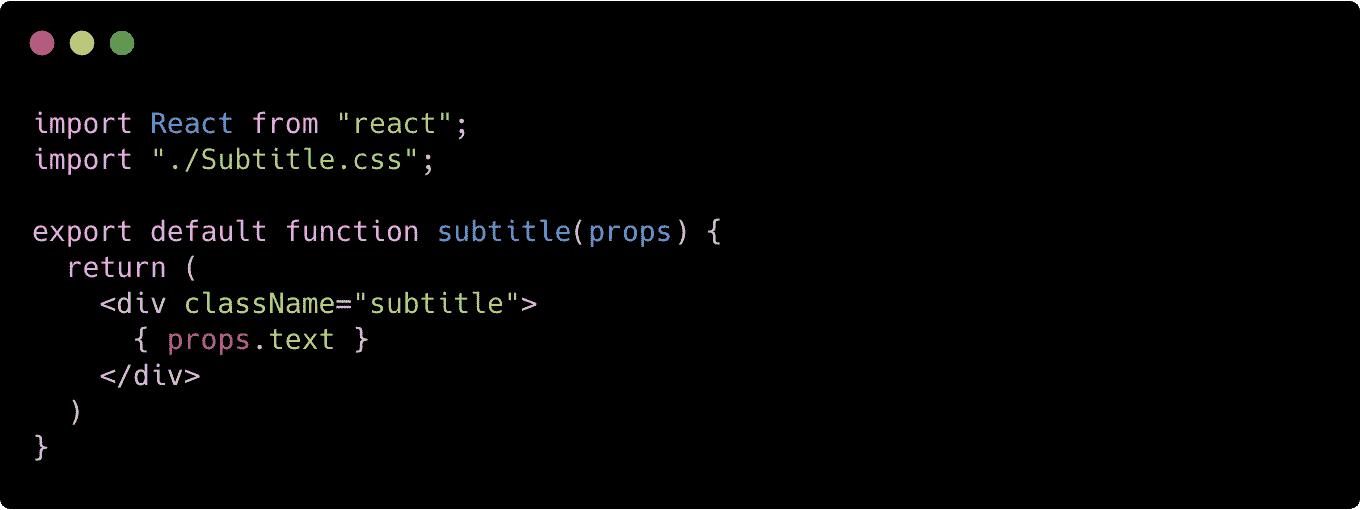 import React from "react";
import "./Subtitle.css";

export default function subtitle(props) {
  return (
    <div className="subtitle">
      { props.text }
    </div>
  )
}